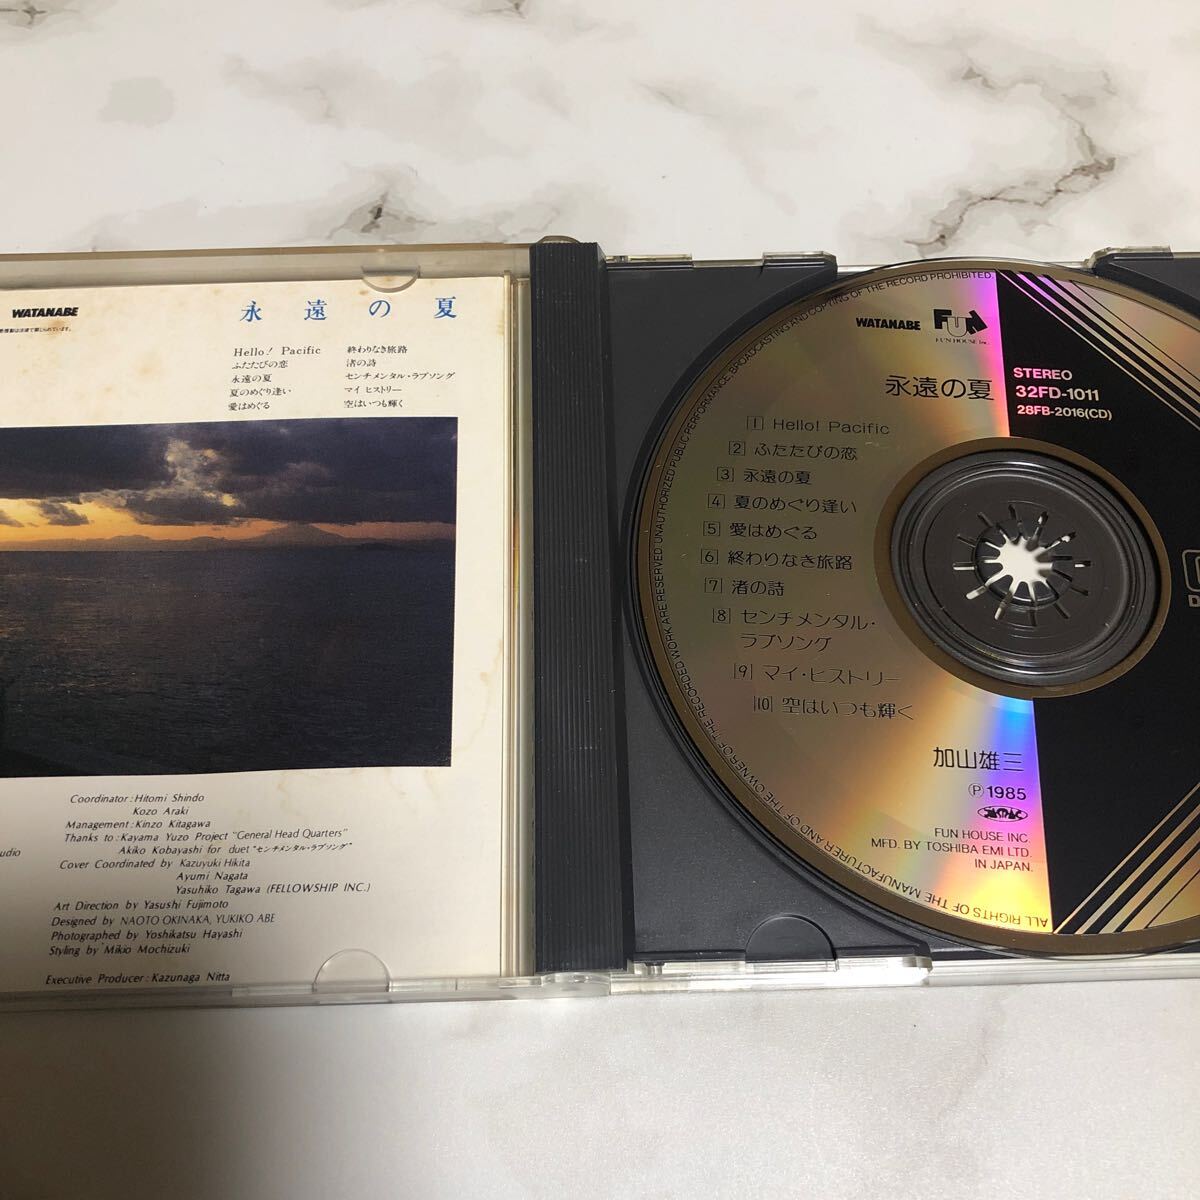 WATANABE
永遠の夏
Hello! Pacific
ふたたびの恋
永遠の夏
夏のめぐり逢い
愛はめぐる
終わりなき旅路
渚の詩
センチメンタル・ラブソング
マイ ヒストリー
空はいつも輝く
Coordinator : Hitomi Shindo
Kozo Araki
Management : Kinzo Kitagawa
Thanks to : Kayama Yuzo Project "General Head Quarters"
Akiko Kobayashi for duet "センチメンタル・ラブソング"
Cover Coordinated by Kazuyuki Hikita
Ayumi Nagata
Yasuhiko Tagawa (FELLOWSHIP INC.)
Art Direction by Yasushi Fujimoto
Designed by NAOTO OKINAKA, YUKIKO ABE
Photographed by Yoshikatsu Hayashi
Styling by Mikio Mochizuki
Executive Producer : Kazunaga Nitta
WATANABE
FUN
FUN HOUSE Inc.
永遠の夏
STEREO
32FD-1011
28FB-2016(CD)
1 Hello! Pacific
2 ふたたびの恋
3 永遠の夏
4 夏のめぐり逢い
5 愛はめぐる
6 終わりなき旅路
7 渚の詩
8 センチメンタル・
ラブソング
9 マイ・ヒストリー
10 空はいつも輝く
加山雄三
Ⓟ 1985
JASRAC
FUN HOUSE INC.
MFD. BY TOSHIBA EMI LTD.
IN JAPAN.
ALL RIGHTS OF THE MANUFACTURER AND OF THE OWNER OF THE RECORDED WORK ARE RESERVED. UNAUTHORIZED PUBLIC PERFORMANCE, BROADCASTING AND COPYING OF THE RECORD PROHIBITED.